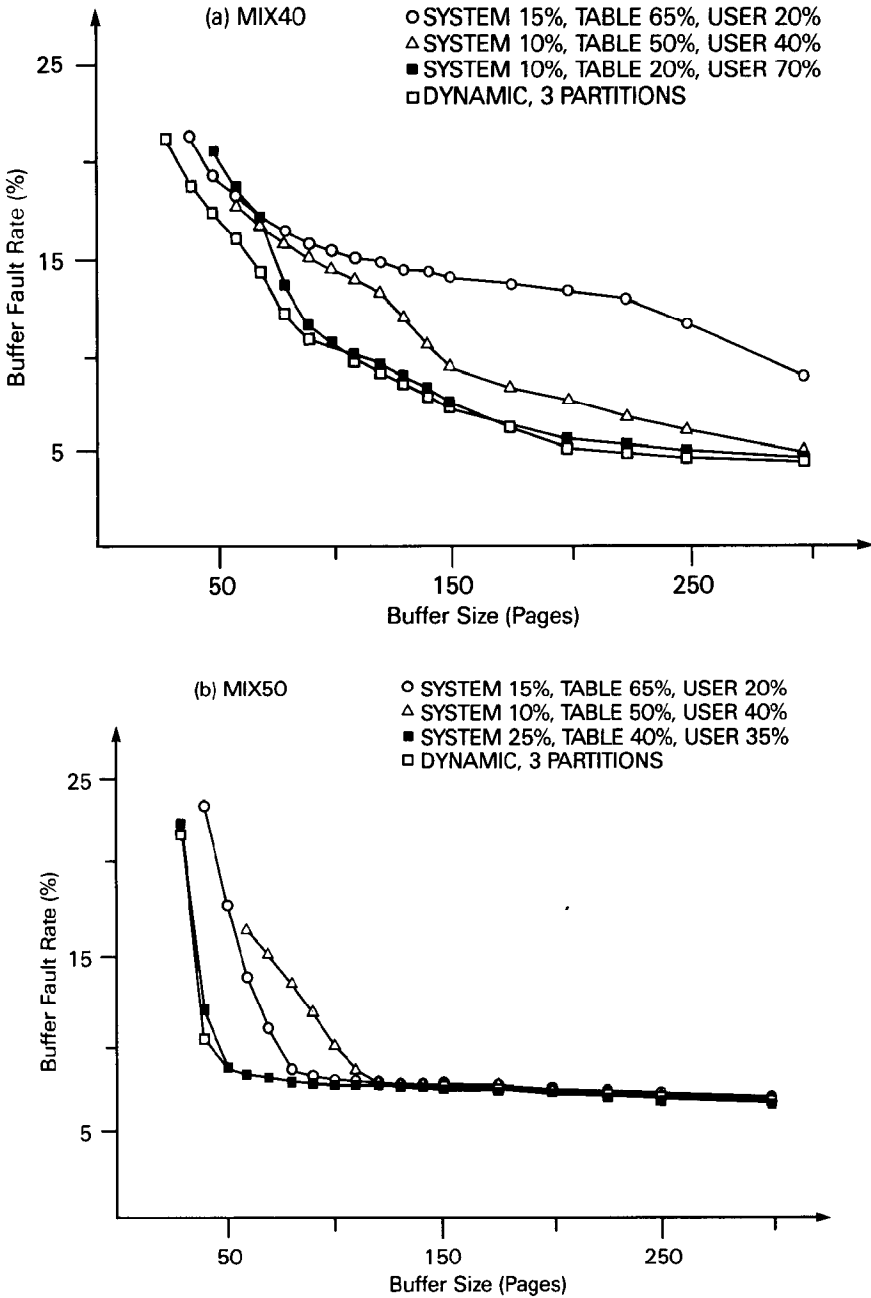 (a) MIX40
○ SYSTEM 15%, TABLE 65%, USER 20%
△ SYSTEM 10%, TABLE 50%, USER 40%
■ SYSTEM 10%, TABLE 20%, USER 70%
□ DYNAMIC, 3 PARTITIONS
25
15
5
Buffer Fault Rate (%)
50 150 250
Buffer Size (Pages)
(b) MIX50
○ SYSTEM 15%, TABLE 65%, USER 20%
△ SYSTEM 10%, TABLE 50%, USER 40%
■ SYSTEM 25%, TABLE 40%, USER 35%
□ DYNAMIC, 3 PARTITIONS
25
15
5
Buffer Fault Rate (%)
50 150 250
Buffer Size (Pages)